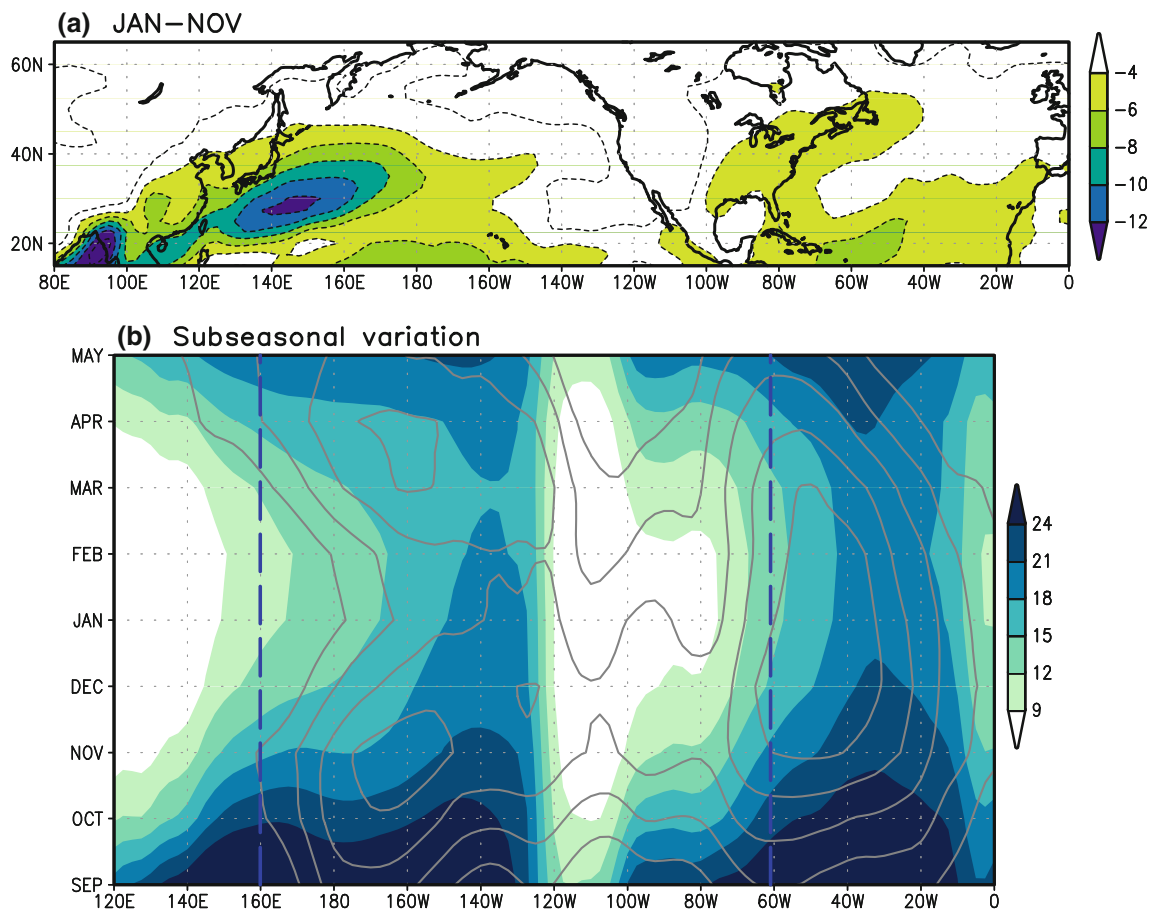 (a) JAN−NOV
60N
40N
20N
80E 100E 120E 140E 160E 180 160W 140W 120W 100W 80W 60W 40W 20W 0
−4
−6
−8
−10
−12
(b) Subseasonal variation
MAY
APR
MAR
FEB
JAN
DEC
NOV
OCT
SEP
120E 140E 160E 180 160W 140W 120W 100W 80W 60W 40W 20W 0
24
21
18
15
12
9